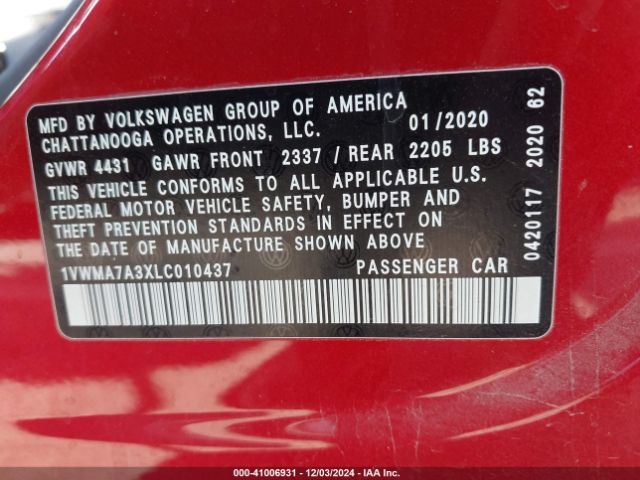 MFD BY VOLKSWAGEN GROUP OF AMERICA
CHATTANOOGA OPERATIONS, LLC. 01/2020
GVWR 4431 GAWR FRONT 2337 / REAR 2205 LBS
THIS VEHICLE CONFORMS TO ALL APPLICABLE U.S.
FEDERAL MOTOR VEHICLE SAFETY, BUMPER AND
THEFT PREVENTION STANDARDS IN EFFECT ON
THE DATE OF MANUFACTURE SHOWN ABOVE.
1VWMA7A3XLC010437 PASSENGER CAR
0420117 2020 62
000-41006931 - 12/03/2024 - IAA Inc.